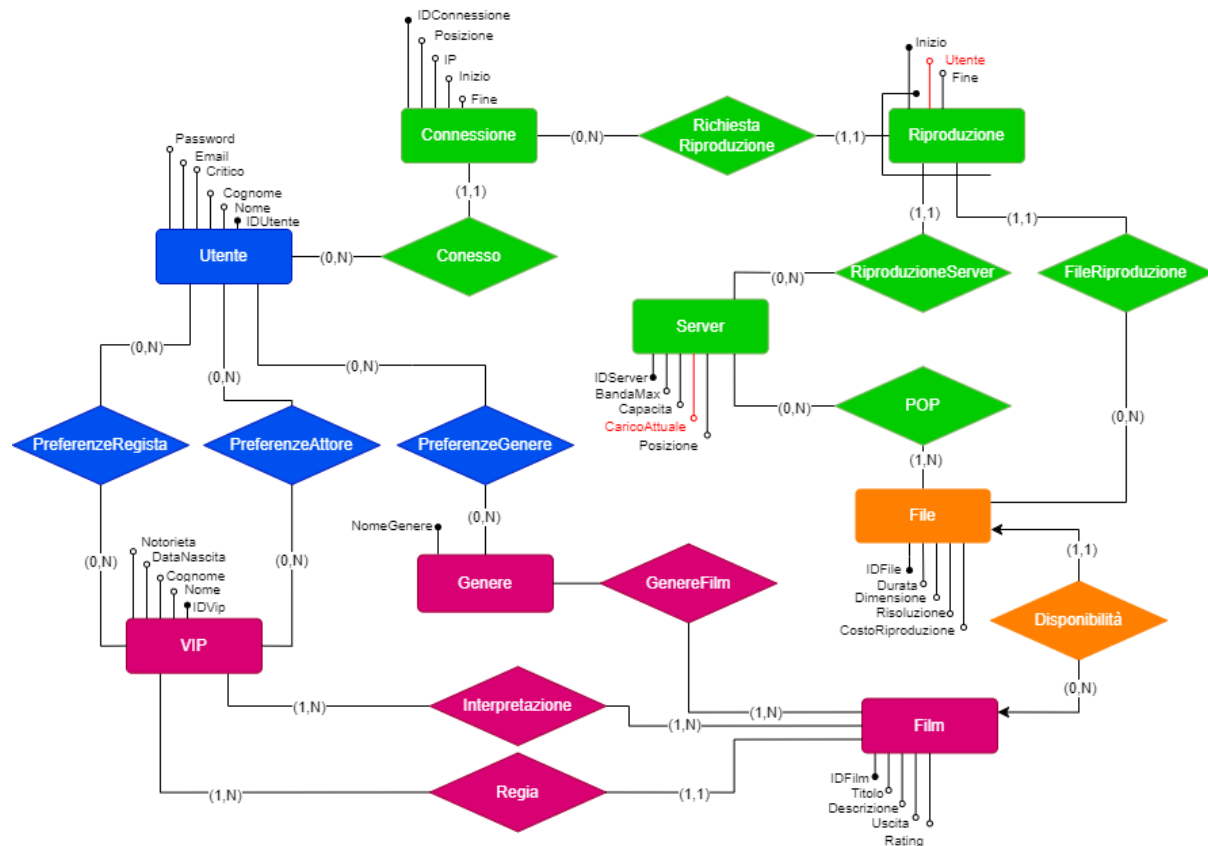 IDConnessione
Posizione
IP
Inizio
Fine
Connessione
(0,N)
Richiesta
Riproduzione
(1,1)
Inizio
Utente
Fine
Riproduzione
Password
Email
Critico
Cognome
Nome
IDUtente
Utente
(0,N)
(1,1)
Conesso
(1,1)
(1,1)
(0,N)
RiproduzioneServer
FileRiproduzione
Server
IDServer
BandaMax
Capacita
CaricoAttuale
Posizione
(0,N)
(0,N)
(0,N)
(0,N)
PreferenzeRegista
PreferenzeAttore
PreferenzeGenere
(0,N)
POP
(0,N)
(1,N)
File
IDFile
Durata
Dimensione
Risoluzione
CostoRiproduzione
(1,1)
Disponibilità
(0,N)
NomeGenere
(0,N)
Genere
GenereFilm
(0,N)
(0,N)
Notorieta
DataNascita
Cognome
Nome
IDVip
VIP
(1,N)
Interpretazione
(1,N)
(1,N)
Film
(1,N)
Regia
(1,1)
IDFilm
Titolo
Descrizione
Uscita
Rating